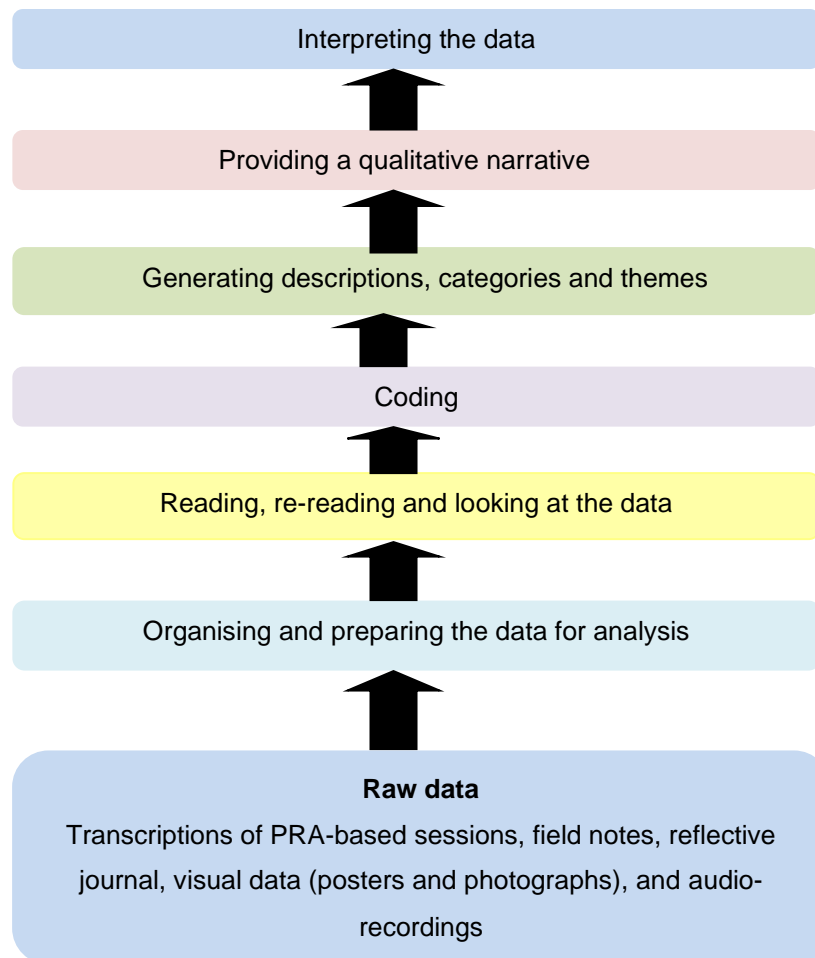 Interpreting the data
Providing a qualitative narrative
Generating descriptions, categories and themes
Coding
Reading, re-reading and looking at the data
Organising and preparing the data for analysis
Raw data
Transcriptions of PRA-based sessions, field notes, reflective
journal, visual data (posters and photographs), and audio-
recordings